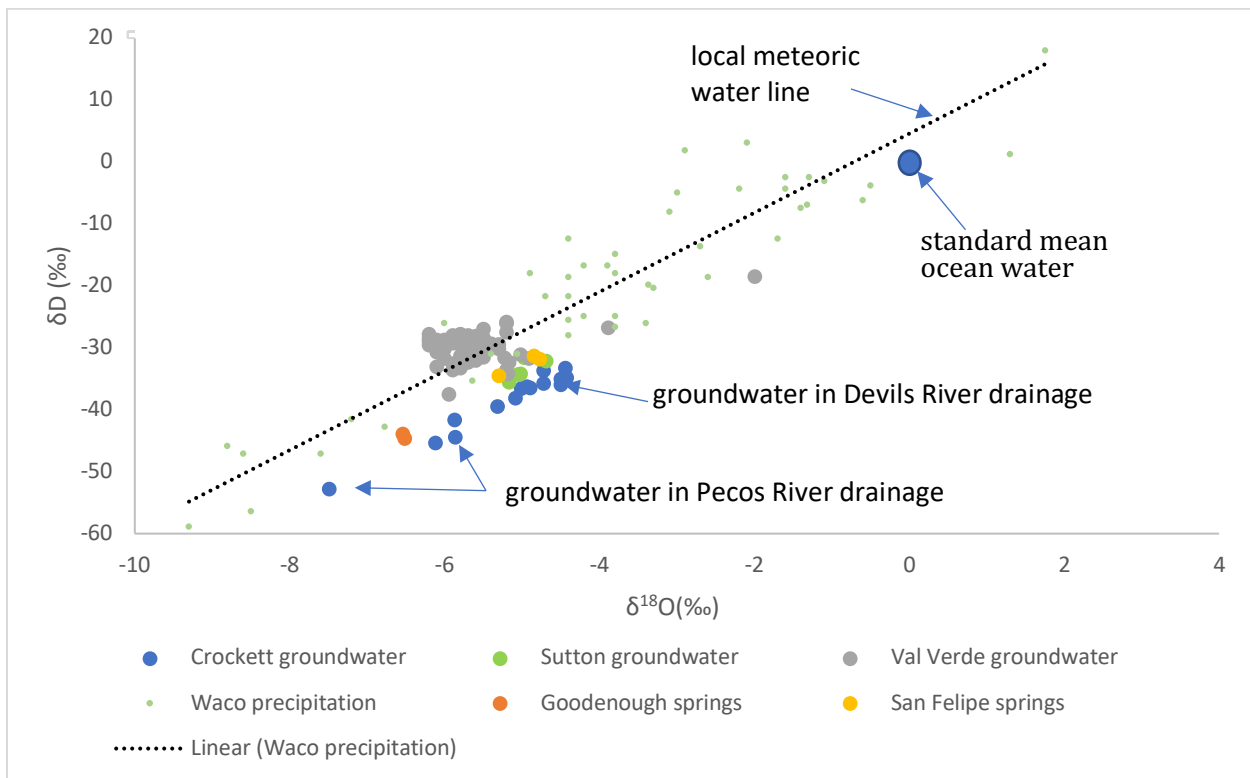 20
10
0
-10
-20
-30
-40
-50
-60
δD (‰)
local meteoric
water line
standard mean
ocean water
groundwater in Devils River drainage
groundwater in Pecos River drainage
-10 -8 -6 -4 -2 0 2 4
δ¹⁸O(‰)
Crockett groundwater Sutton groundwater Val Verde groundwater
Waco precipitation Goodenough springs San Felipe springs
Linear (Waco precipitation)